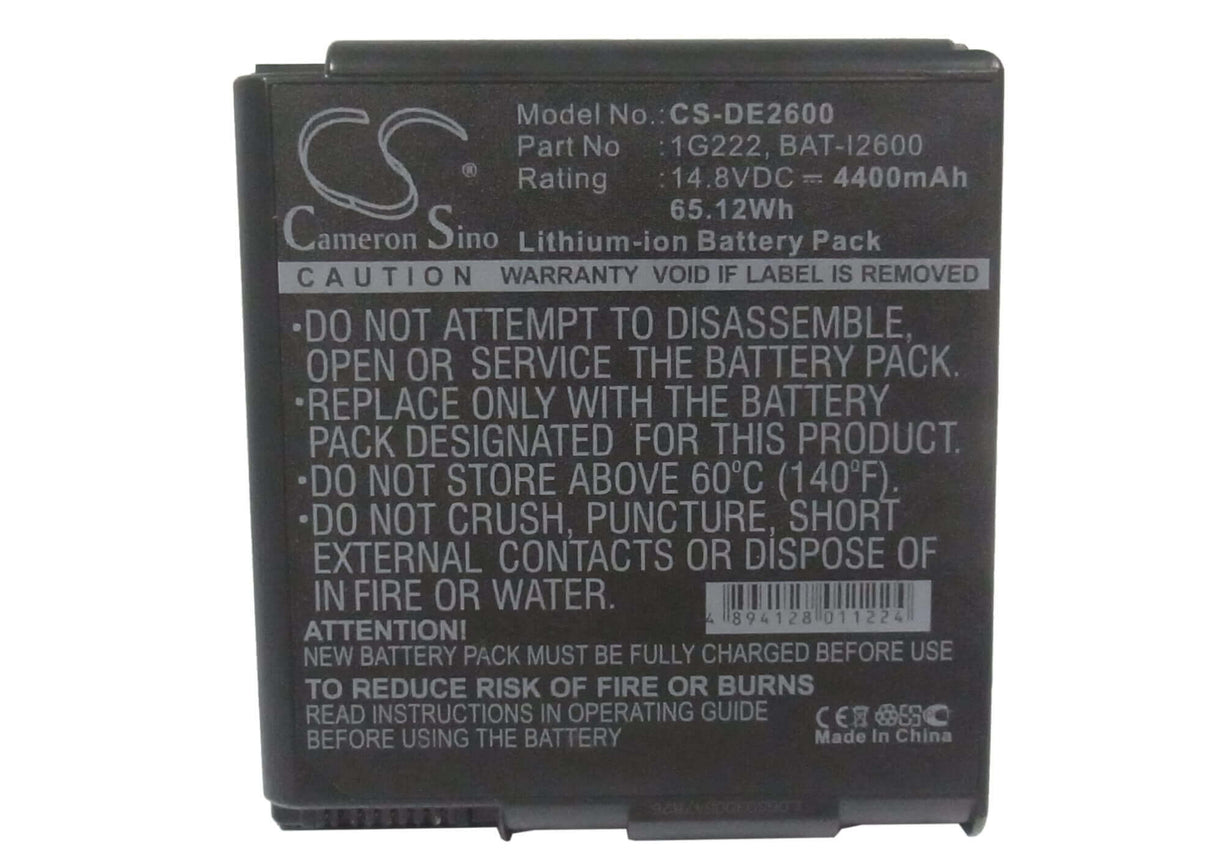 CS ®
Cameron Sino
Model No.: CS-DE2600
Part No : 1G222, BAT-I2600
Rating : 14.8VDC ⎓ 4400mAh
65.12Wh
Lithium-ion Battery Pack
CAUTION WARRANTY VOID IF LABEL IS REMOVED
·DO NOT ATTEMPT TO DISASSEMBLE,
OPEN OR SERVICE THE BATTERY PACK.
·REPLACE ONLY WITH THE BATTERY
PACK DESIGNATED FOR THIS PRODUCT.
·DO NOT STORE ABOVE 60°C (140°F).
·DO NOT CRUSH, PUNCTURE, SHORT
EXTERNAL CONTACTS OR DISPOSE OF
IN FIRE OR WATER.
4 894128 011224
ATTENTION!
NEW BATTERY PACK MUST BE FULLY CHARGED BEFORE USE
TO REDUCE RISK OF FIRE OR BURNS
READ INSTRUCTIONS IN OPERATING GUIDE
BEFORE USING THE BATTERY
CE
Made In China